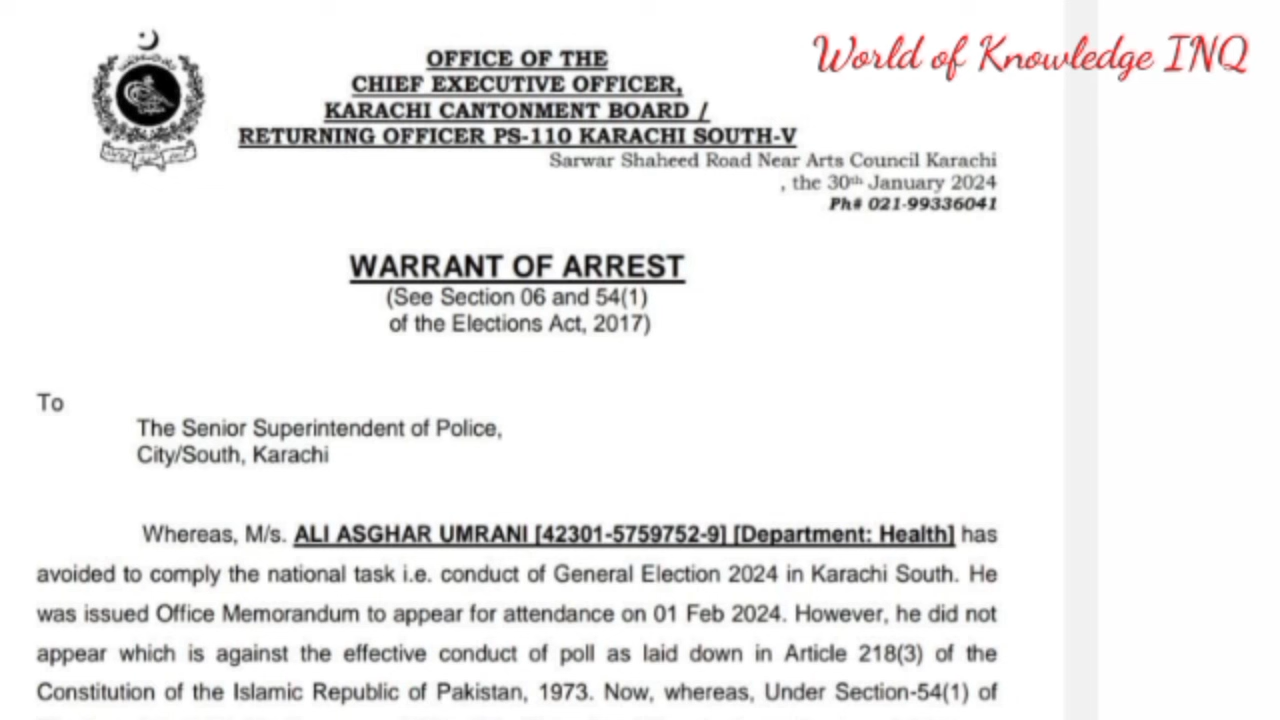 World of Knowledge INQ
OFFICE OF THE
CHIEF EXECUTIVE OFFICER,
KARACHI CANTONMENT BOARD /
RETURNING OFFICER PS-110 KARACHI SOUTH-V
Sarwar Shaheed Road Near Arts Council Karachi
, the 30th January 2024
Ph# 021-99336041
WARRANT OF ARREST
(See Section 06 and 54(1)
of the Elections Act, 2017)
To
The Senior Superintendent of Police,
City/South, Karachi
Whereas, M/s. ALI ASGHAR UMRANI [42301-5759752-9] [Department: Health] has
avoided to comply the national task i.e. conduct of General Election 2024 in Karachi South. He
was issued Office Memorandum to appear for attendance on 01 Feb 2024. However, he did not
appear which is against the effective conduct of poll as laid down in Article 218(3) of the
Constitution of the Islamic Republic of Pakistan, 1973. Now, whereas, Under Section-54(1) of